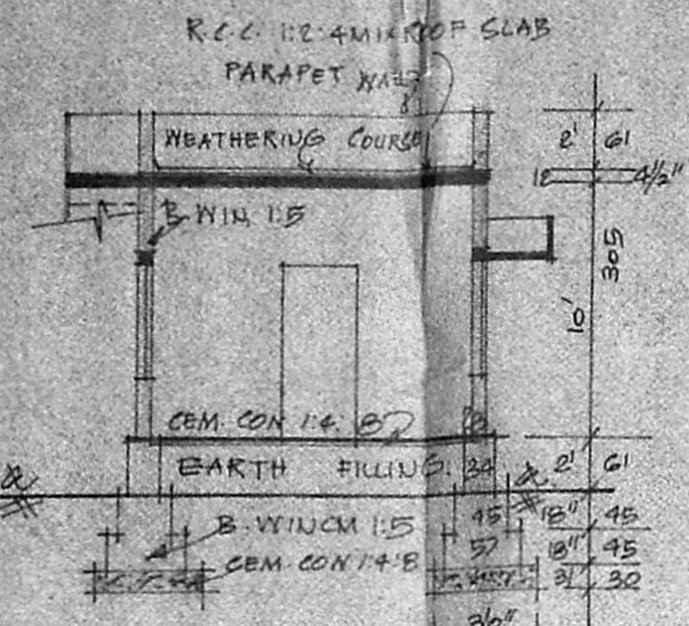 R.C.C. 1:2:4 MIX ROOF SLAB
PARAPET WALL
WEATHERING COURSE
2' 61
12 4½"
B. W IN 1:5
305
10'
CEM. CON 1:4:8
EARTH FILLING. 34
2' 61
45 18" 45
B. W IN CM 1:5
57 18" 45
CEM. CON 1:4:8
30